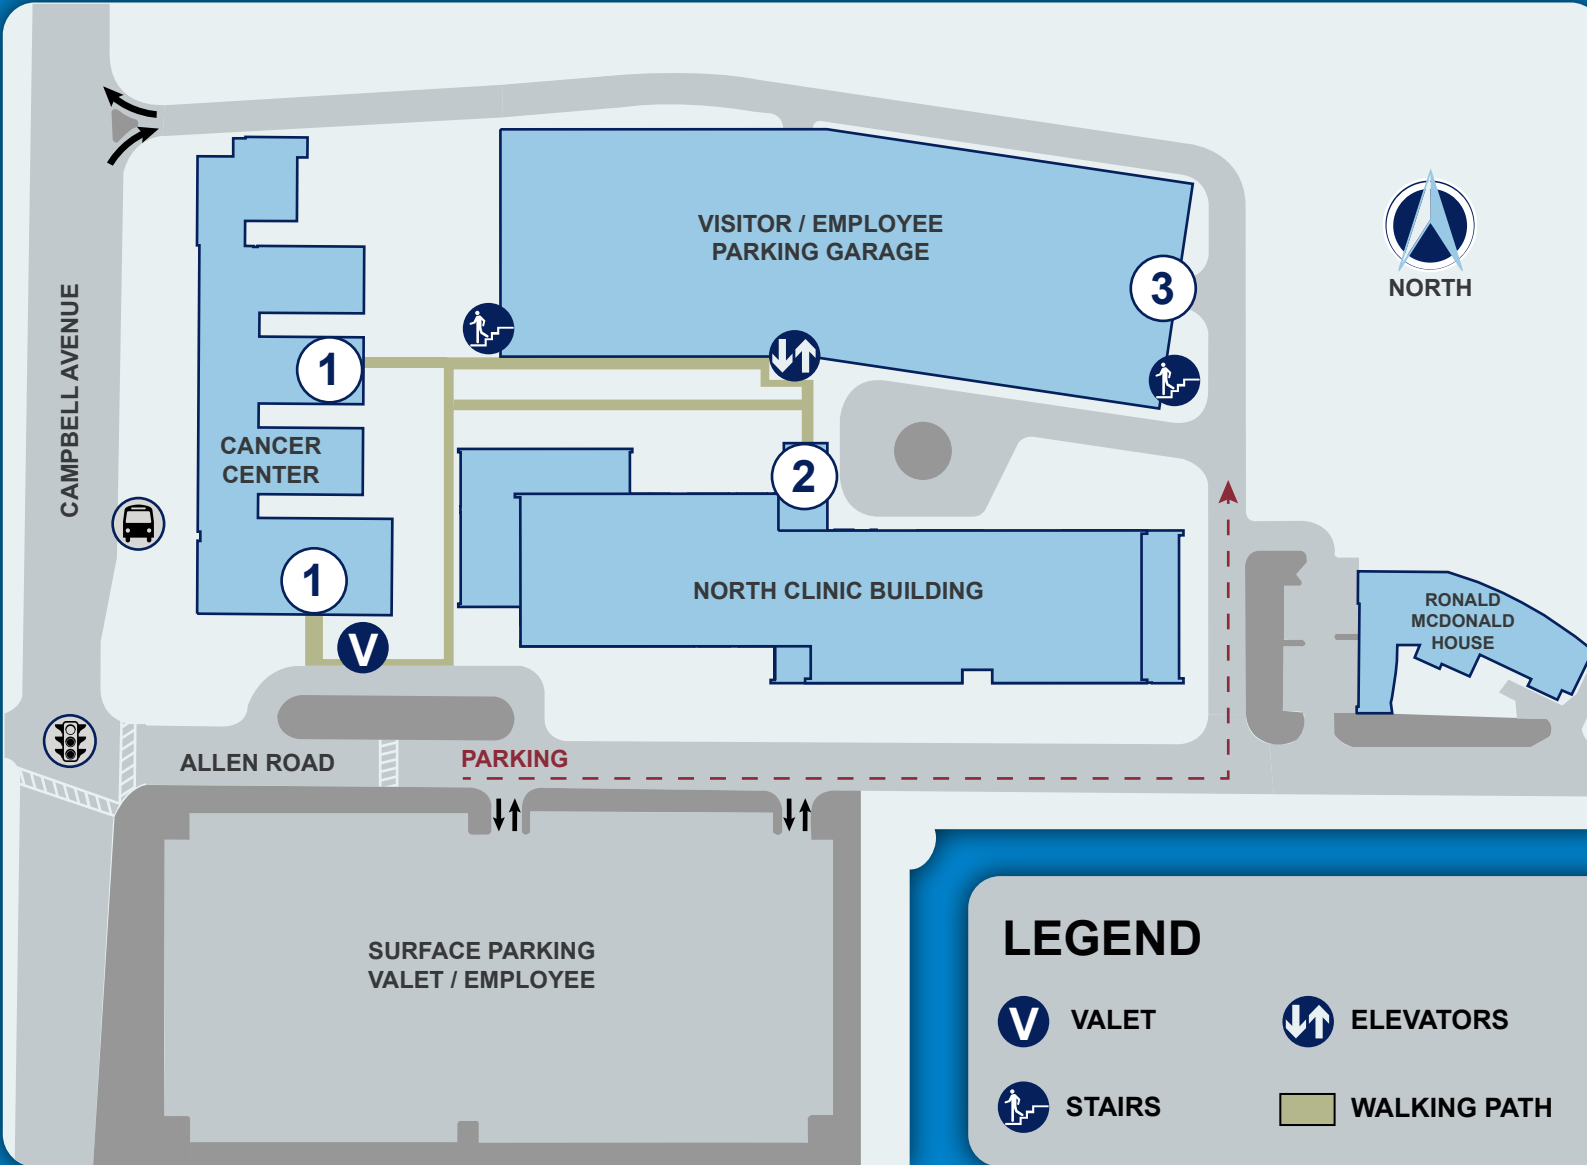 VISITOR / EMPLOYEE
PARKING GARAGE
3
NORTH
CAMPBELL AVENUE
1
CANCER
CENTER
2
1
NORTH CLINIC BUILDING
RONALD
MCDONALD
HOUSE
V
ALLEN ROAD
PARKING
SURFACE PARKING
VALET / EMPLOYEE
LEGEND
V VALET
ELEVATORS
STAIRS
WALKING PATH